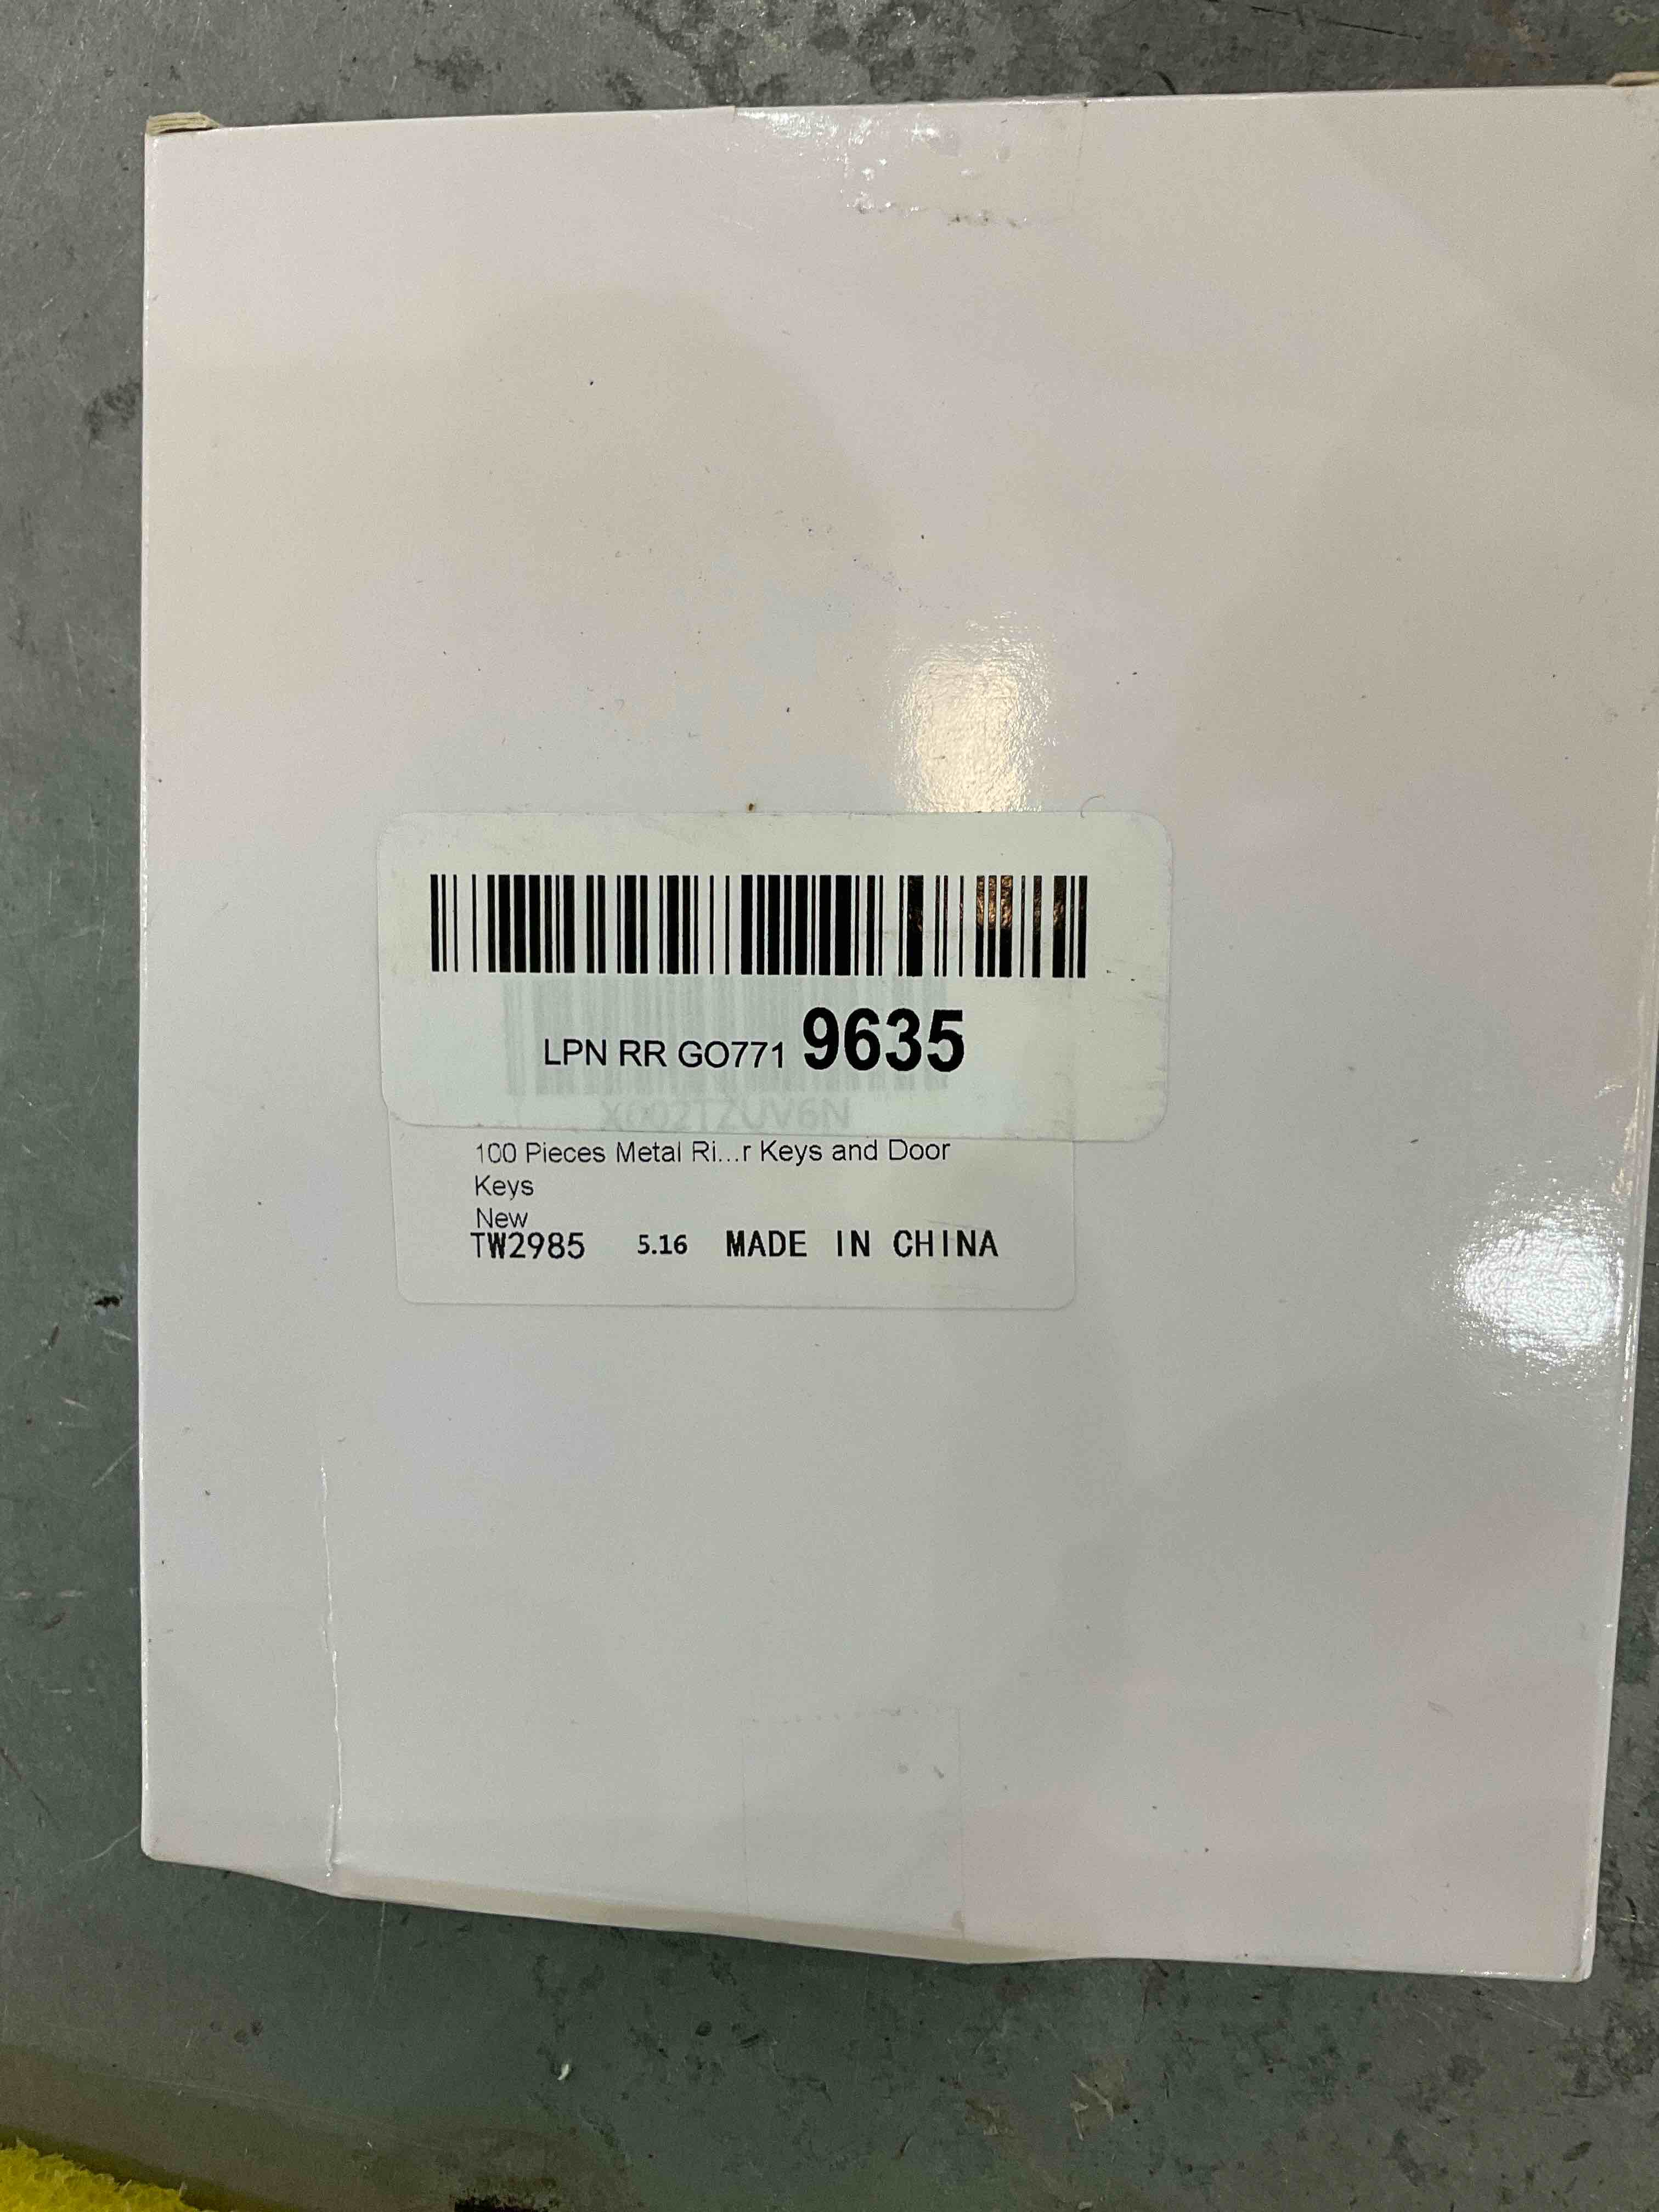 LPN RR GO771 9635
X002TZUV6N
100 Pieces Metal Ri...r Keys and Door
Keys
New
TW2985 5.16 MADE IN CHINA